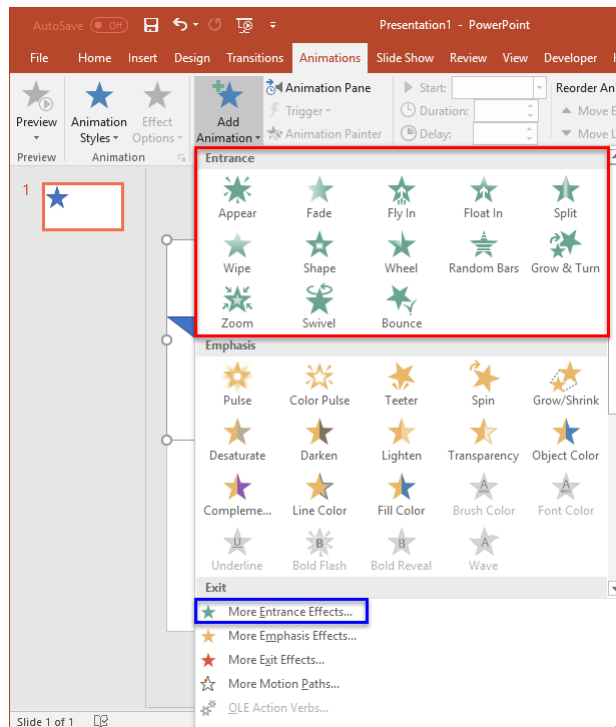 AutoSave Off Presentation1 - PowerPoint
File Home Insert Design Transitions Animations Slide Show Review View Developer
Preview Animation Styles Effect Options Add Animation Animation Pane Trigger Animation Painter Start: Duration: Delay: Reorder An Move E Move L
Preview Animation
1
Entrance
Appear Fade Fly In Float In Split
Wipe Shape Wheel Random Bars Grow & Turn
Zoom Swivel Bounce
Emphasis
Pulse Color Pulse Teeter Spin Grow/Shrink
Desaturate Darken Lighten Transparency Object Color
Compleme... Line Color Fill Color Brush Color Font Color
Underline Bold Flash Bold Reveal Wave
Exit
More Entrance Effects...
More Emphasis Effects...
More Exit Effects...
More Motion Paths...
OLE Action Verbs...
Slide 1 of 1